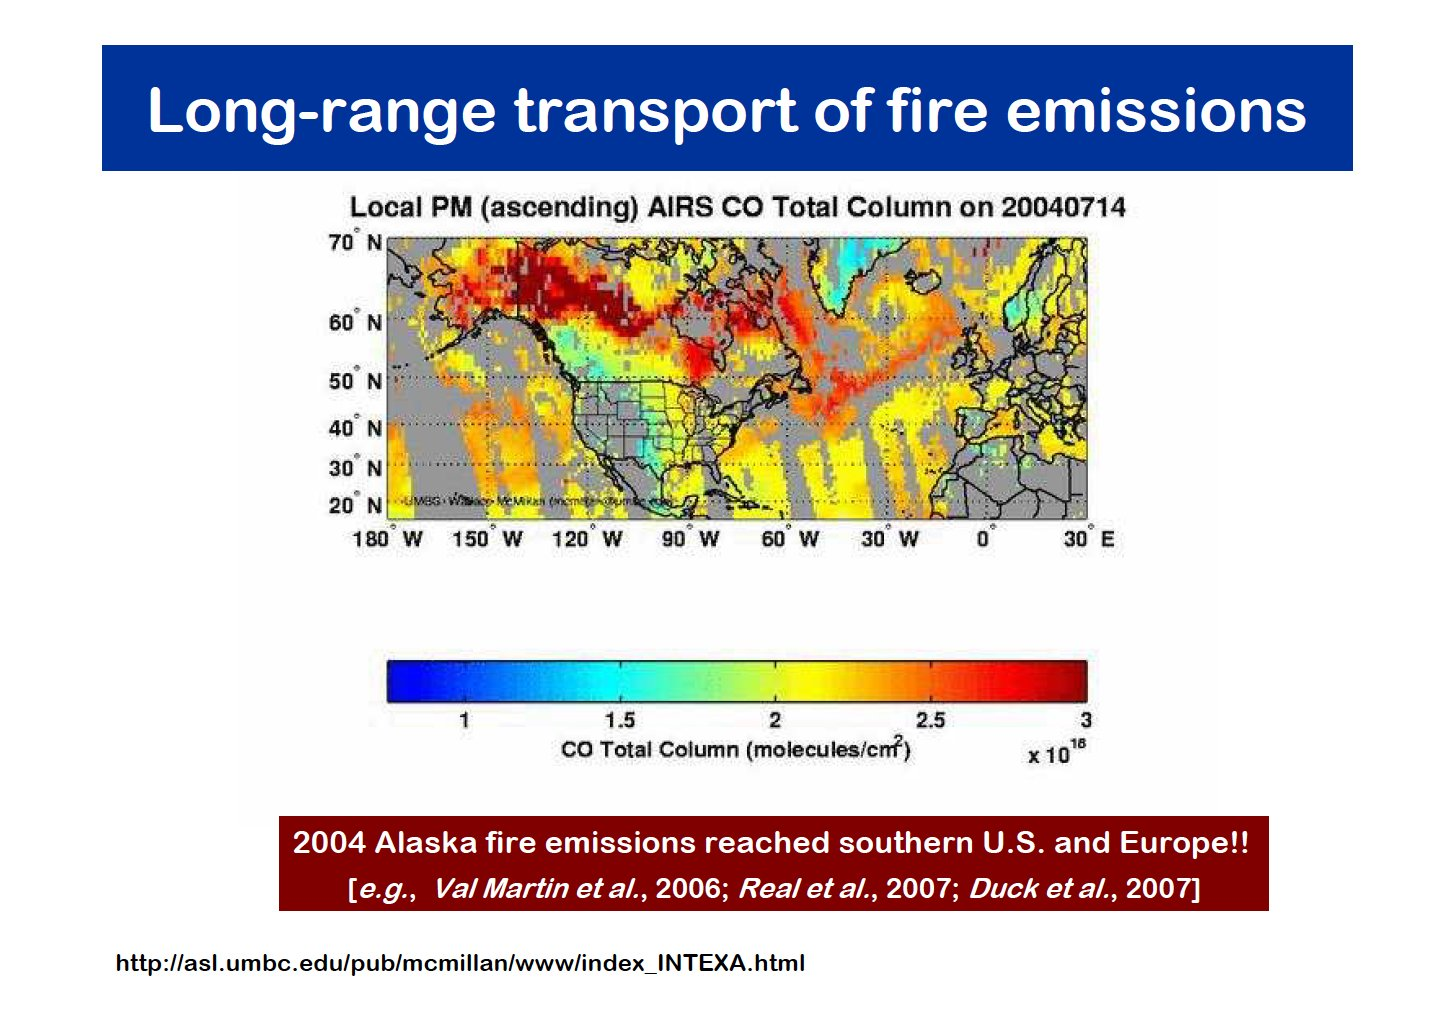 Long-range transport of fire emissions
Local PM (ascending) AIRS CO Total Column on 20040714
70° N
60° N
50° N
40° N
30° N
20° N
180° W 150° W 120° W 90° W 60° W 30° W 0° 30° E
1 1.5 2 2.5 3
CO Total Column (molecules/cm²)
x 10¹⁸
2004 Alaska fire emissions reached southern U.S. and Europe!!
[e.g., Val Martin et al., 2006; Real et al., 2007; Duck et al., 2007]
http://asl.umbc.edu/pub/mcmillan/www/index_INTEXA.html